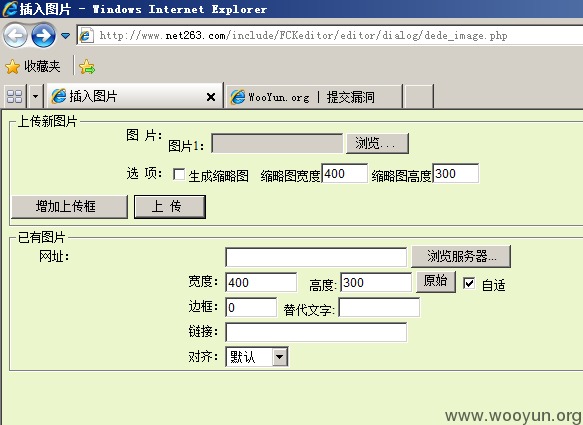 插入图片 - Windows Internet Explorer
http://www.net263.com/include/FCKeditor/editor/dialog/dede_image.php
收藏夹
插入图片
WooYun.org | 提交漏洞
上传新图片
图 片: 图片1: 浏览...
选 项: 生成缩略图 缩略图宽度 400 缩略图高度 300
增加上传框 上 传
已有图片
网址: 浏览服务器...
宽度: 400 高度: 300 原始 自适
边框: 0 替代文字:
链接:
对齐: 默认
www.wooyun.org